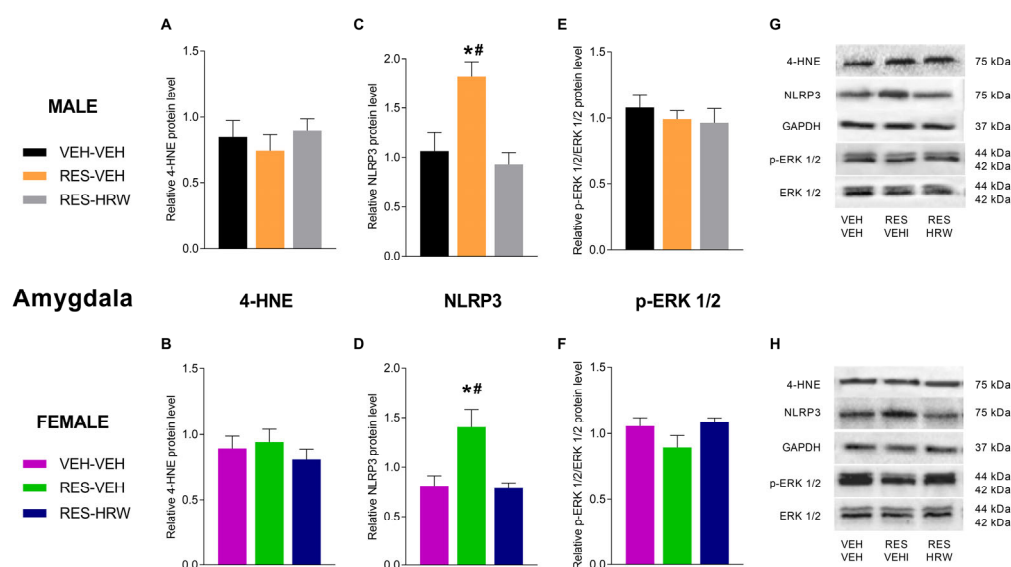 A
C
E
G
1.5
1.0
0.5
0.0
Relative 4-HNE protein level
2.0
1.5
1.0
0.5
0.0
Relative NLRP3 protein level
*#
1.5
1.0
0.5
0.0
Relative p-ERK 1/2/ERK 1/2 protein level
MALE
VEH-VEH
RES-VEH
RES-HRW
4-HNE 75 kDa
NLRP3 75 kDa
GAPDH 37 kDa
p-ERK 1/2 44 kDa
42 kDa
ERK 1/2 44 kDa
42 kDa
VEH RES RES
VEH VEHI HRW
Amygdala
4-HNE
NLRP3
p-ERK 1/2
B
D
F
H
1.5
1.0
0.5
0.0
Relative 4-HNE protein level
2.0
1.5
1.0
0.5
0.0
Relative NLRP3 protein level
*#
1.5
1.0
0.5
0.0
Relative p-ERK 1/2/ERK 1/2 protein level
FEMALE
VEH-VEH
RES-VEH
RES-HRW
4-HNE 75 kDa
NLRP3 75 kDa
GAPDH 37 kDa
p-ERK 1/2 44 kDa
42 kDa
ERK 1/2 44 kDa
42 kDa
VEH RES RES
VEH VEHI HRW